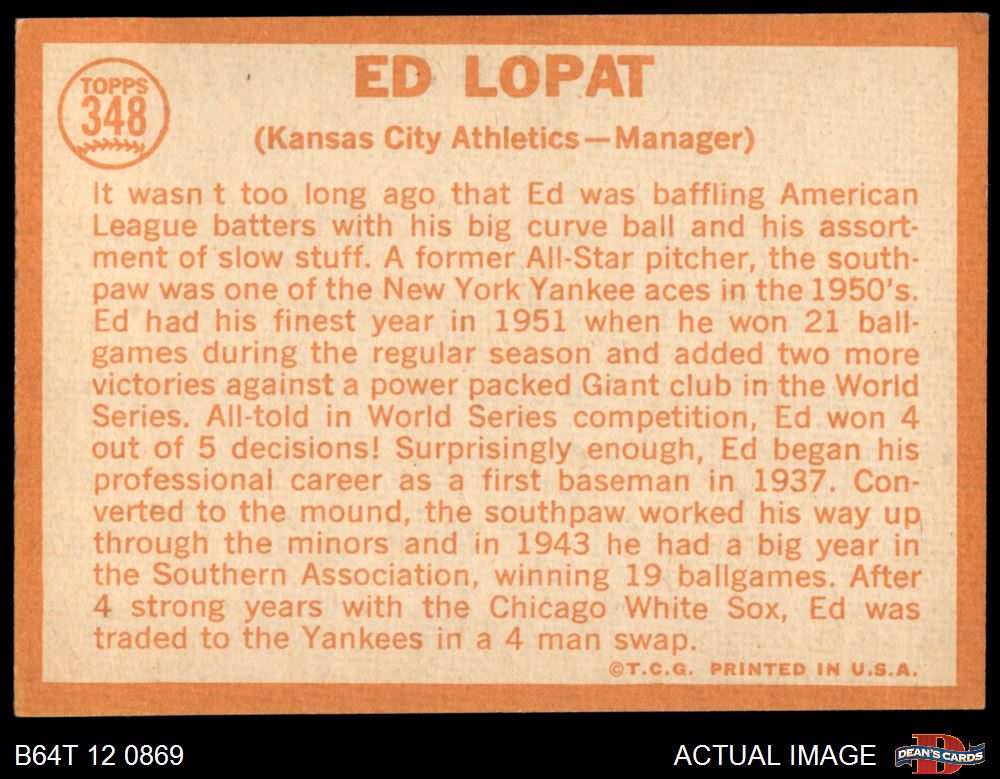 TOPPS
348
ED LOPAT
(Kansas City Athletics—Manager)
It wasn t too long ago that Ed was baffling American
League batters with his big curve ball and his assort-
ment of slow stuff. A former All-Star pitcher, the south-
paw was one of the New York Yankee aces in the 1950's.
Ed had his finest year in 1951 when he won 21 ball-
games during the regular season and added two more
victories against a power packed Giant club in the World
Series. All-told in World Series competition, Ed won 4
out of 5 decisions! Surprisingly enough, Ed began his
professional career as a first baseman in 1937. Con-
verted to the mound, the southpaw worked his way up
through the minors and in 1943 he had a big year in
the Southern Association, winning 19 ballgames. After
4 strong years with the Chicago White Sox, Ed was
traded to the Yankees in a 4 man swap.
©T.C.G. PRINTED IN U.S.A.
B64T 12 0869
ACTUAL IMAGE
D
DEAN'S CARDS